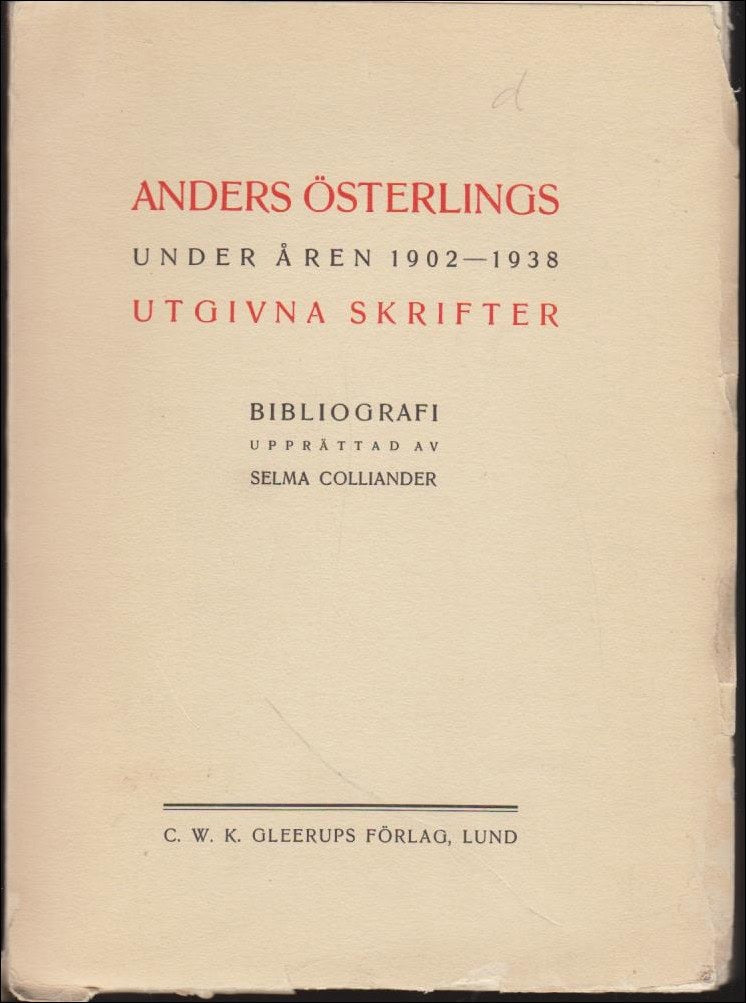 d
ANDERS ÖSTERLINGS
UNDER ÅREN 1902—1938
UTGIVNA SKRIFTER
BIBLIOGRAFI
UPPRÄTTAD AV
SELMA COLLIANDER
C. W. K. GLEERUPS FÖRLAG, LUND